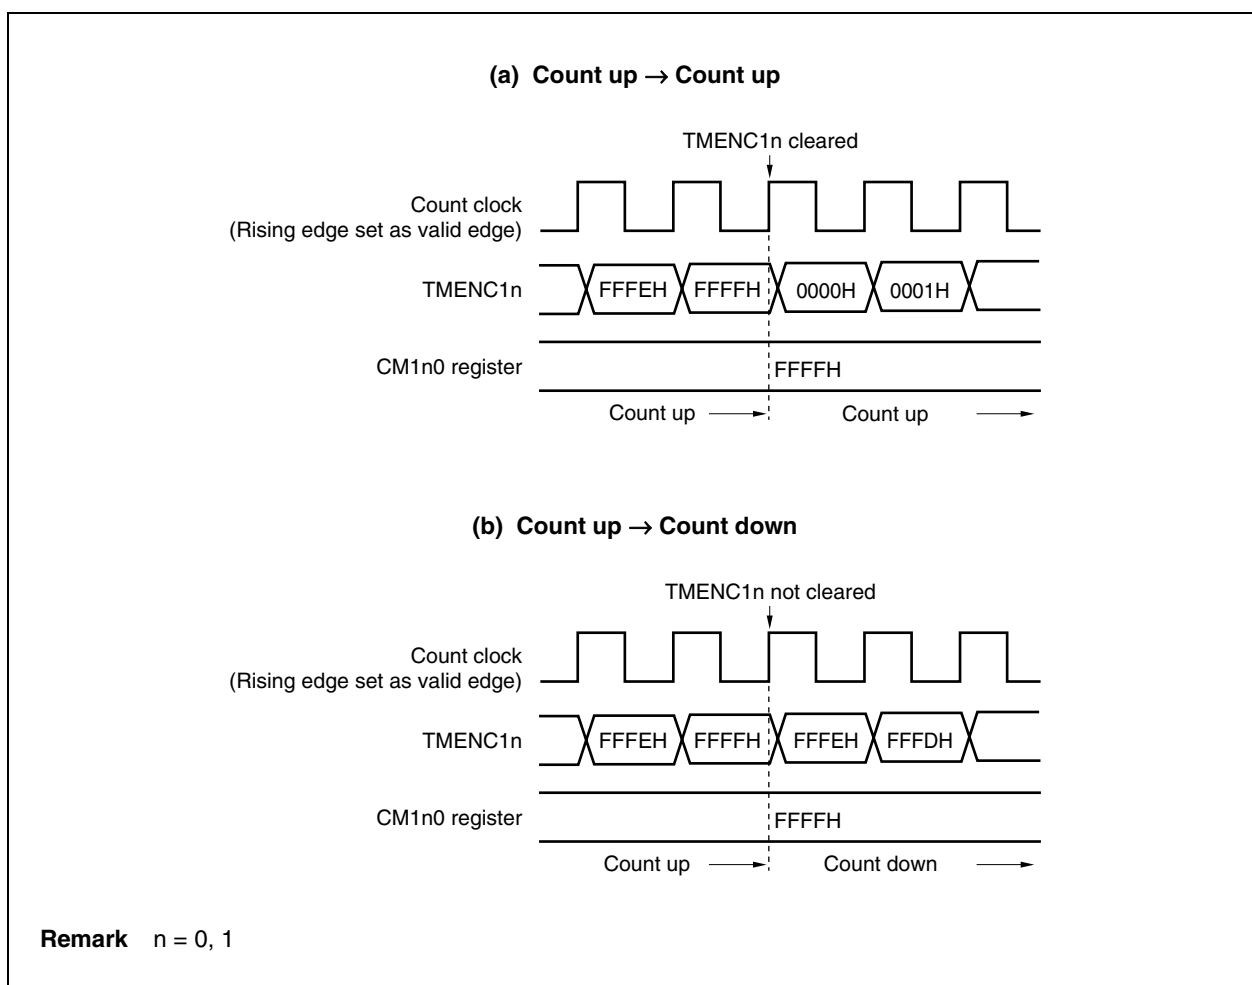 (a) Count up → Count up
TMENC1n cleared
Count clock
(Rising edge set as valid edge)
TMENC1n
FFFEH FFFFH 0000H 0001H
CM1n0 register
FFFFH
Count up Count up
(b) Count up → Count down
TMENC1n not cleared
Count clock
(Rising edge set as valid edge)
TMENC1n
FFFEH FFFFH FFFEH FFFDH
CM1n0 register
FFFFH
Count up Count down
Remark n = 0, 1